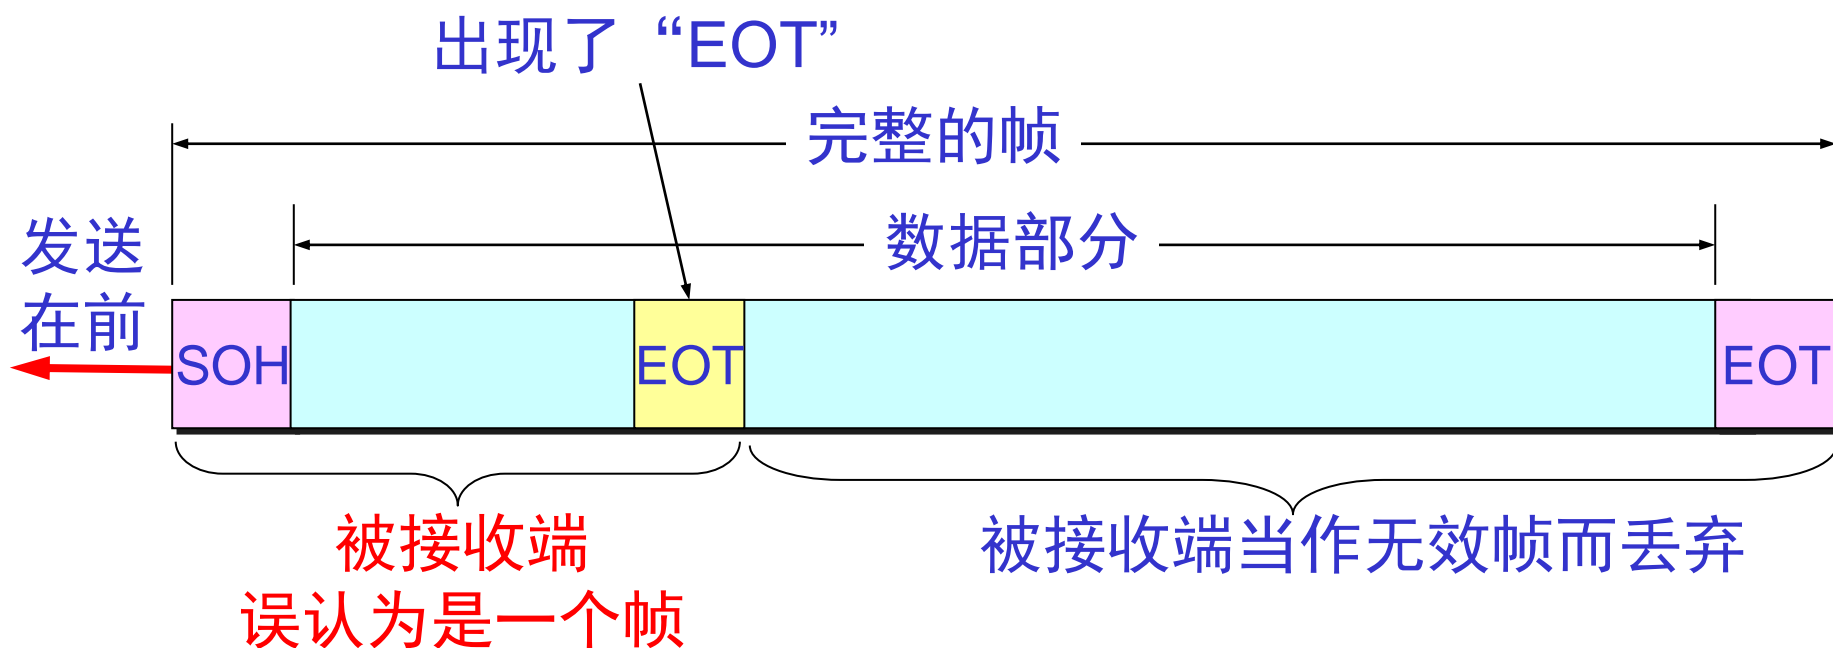 出现了“EOT”
完整的帧
数据部分
发送
在前
SOH
EOT
EOT
被接收端
误认为是一个帧
被接收端当作无效帧而丢弃